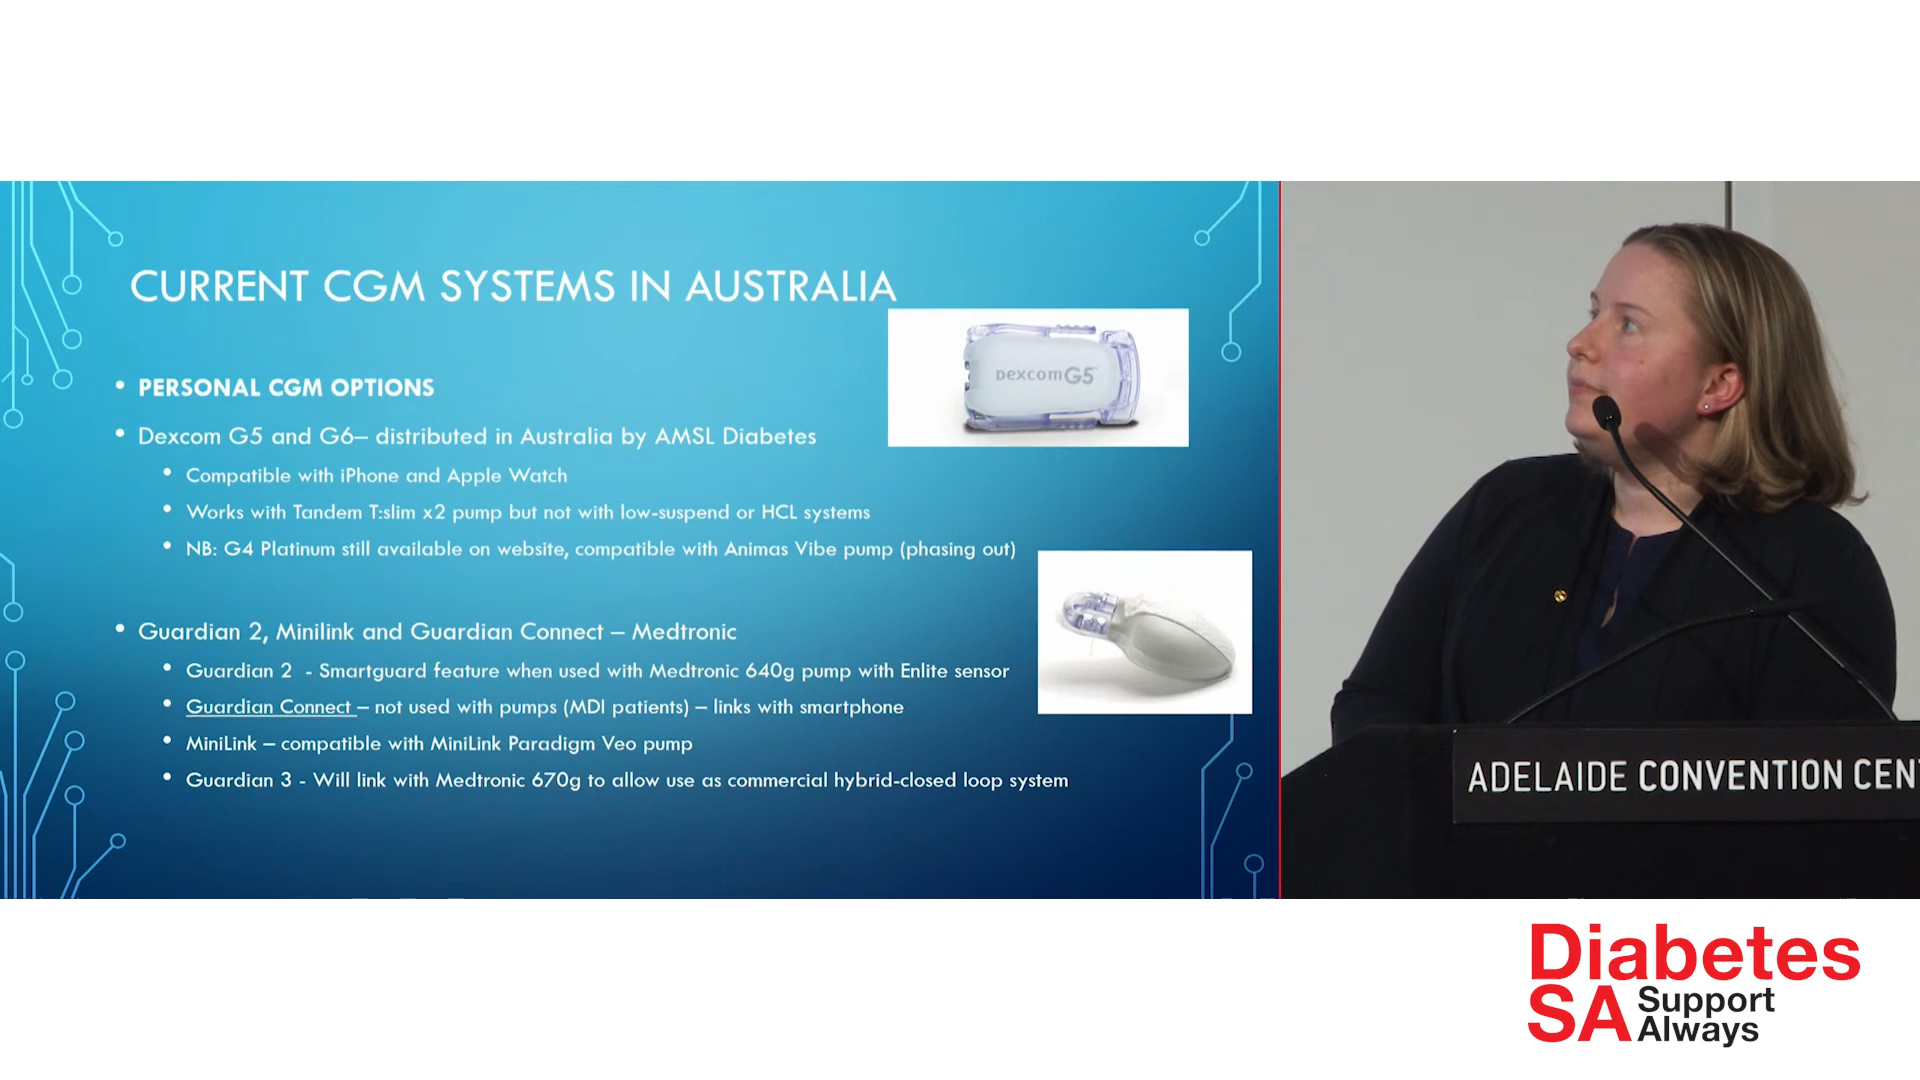 CURRENT CGM SYSTEMS IN AUSTRALIA
• PERSONAL CGM OPTIONS
• Dexcom G5 and G6– distributed in Australia by AMSL Diabetes
• Compatible with iPhone and Apple Watch
• Works with Tandem T:slim x2 pump but not with low-suspend or HCL systems
• NB: G4 Platinum still available on website, compatible with Animas Vibe pump (phasing out)
• Guardian 2, Minilink and Guardian Connect – Medtronic
• Guardian 2 - Smartguard feature when used with Medtronic 640g pump with Enlite sensor
• Guardian Connect – not used with pumps (MDI patients) – links with smartphone
• MiniLink – compatible with MiniLink Paradigm Veo pump
• Guardian 3 - Will link with Medtronic 670g to allow use as commercial hybrid-closed loop system
Dexcom G5
ADELAIDE CONVENTION CEN
Diabetes
SA Support
Always